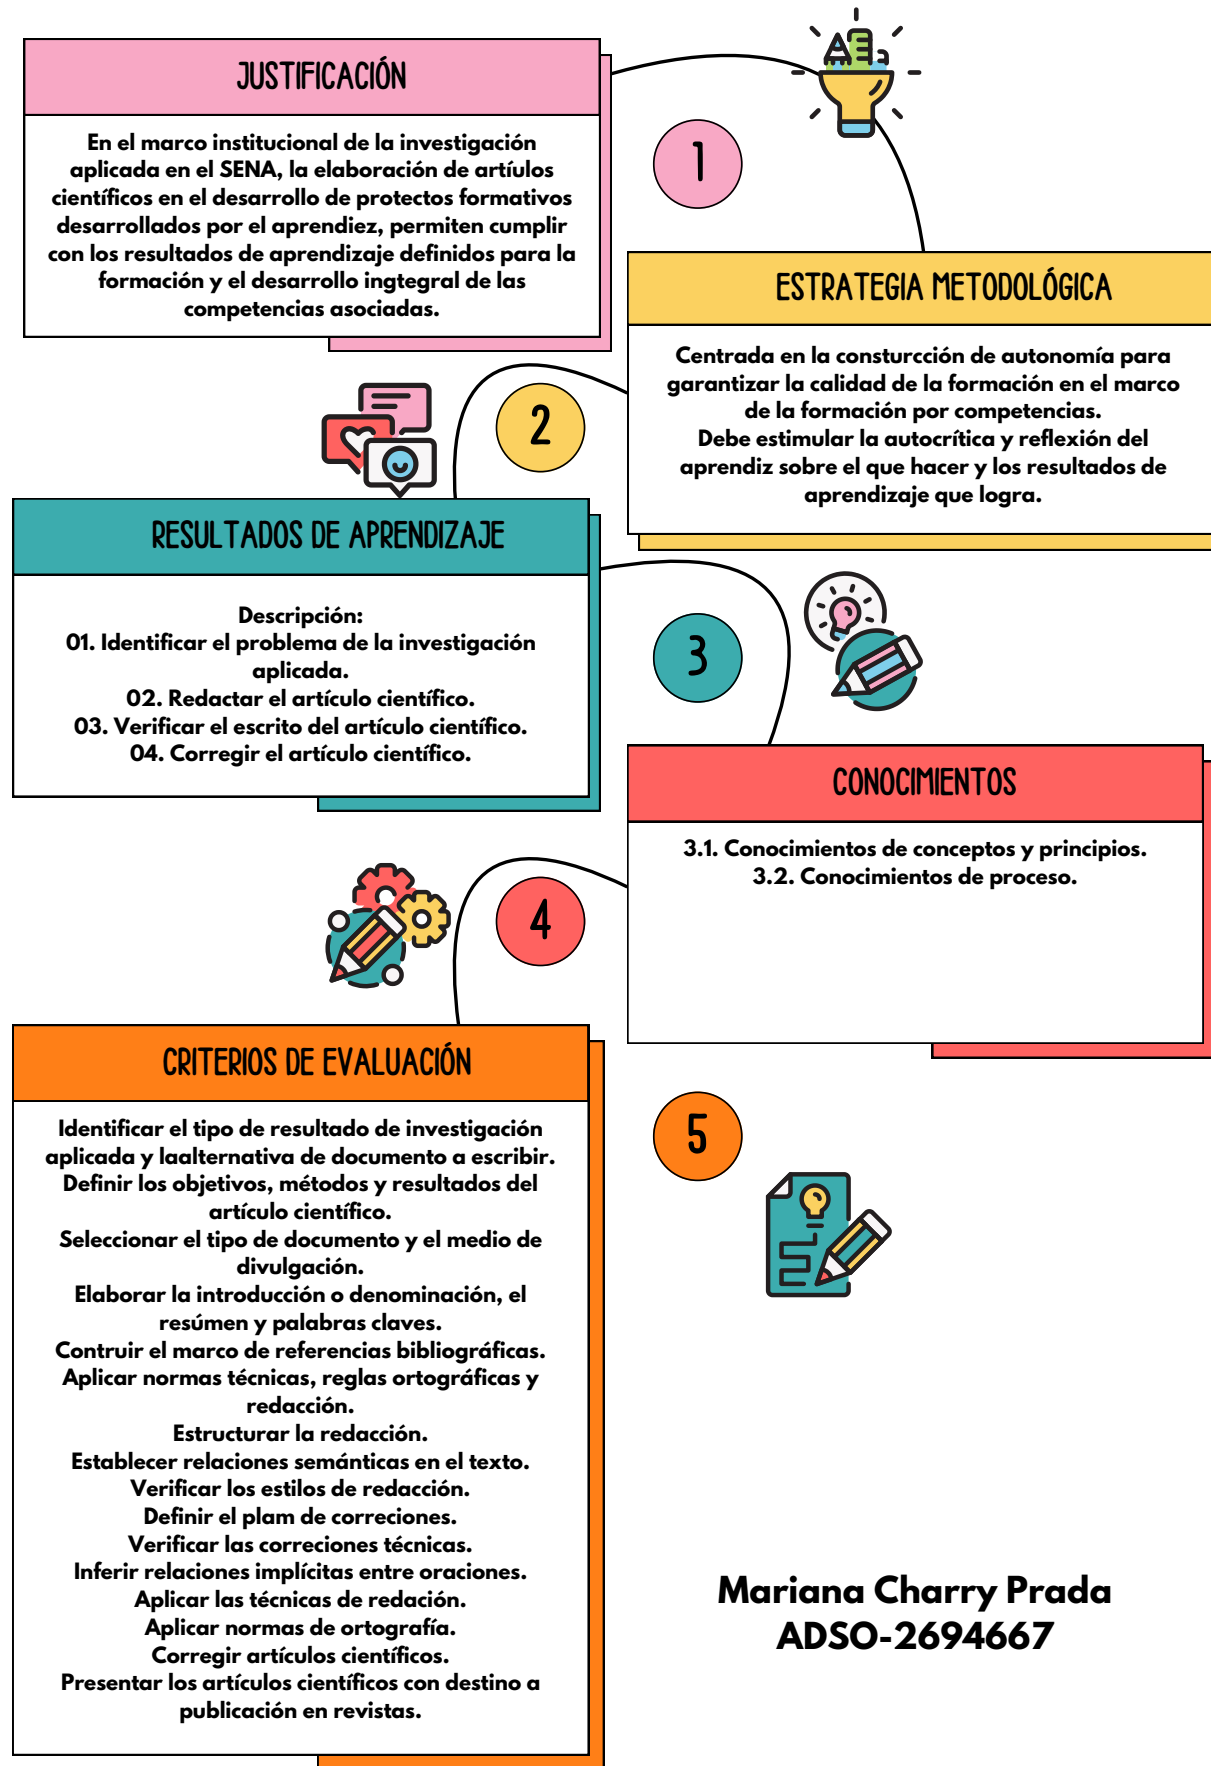 JUSTIFICACIÓN
En el marco institucional de la investigación
aplicada en el SENA, la elaboración de artíulos
científicos en el desarrollo de protectos formativos
desarrollados por el aprendiez, permiten cumplir
con los resultados de aprendizaje definidos para la
formación y el desarrollo ingtegral de las
competencias asociadas.
1
ESTRATEGIA METODOLÓGICA
Centrada en la consturcción de autonomía para
garantizar la calidad de la formación en el marco
de la formación por competencias.
Debe estimular la autocrítica y reflexión del
aprendiz sobre el que hacer y los resultados de
aprendizaje que logra.
2
RESULTADOS DE APRENDIZAJE
Descripción:
01. Identificar el problema de la investigación
aplicada.
02. Redactar el artículo científico.
03. Verificar el escrito del artículo científico.
04. Corregir el artículo científico.
3
CONOCIMIENTOS
3.1. Conocimientos de conceptos y principios.
3.2. Conocimientos de proceso.
4
CRITERIOS DE EVALUACIÓN
Identificar el tipo de resultado de investigación
aplicada y laalternativa de documento a escribir.
Definir los objetivos, métodos y resultados del
artículo científico.
Seleccionar el tipo de documento y el medio de
divulgación.
Elaborar la introducción o denominación, el
resúmen y palabras claves.
Contruir el marco de referencias bibliográficas.
Aplicar normas técnicas, reglas ortográficas y
redacción.
Estructurar la redacción.
Establecer relaciones semánticas en el texto.
Verificar los estilos de redacción.
Definir el plam de correciones.
Verificar las correciones técnicas.
Inferir relaciones implícitas entre oraciones.
Aplicar las técnicas de redación.
Aplicar normas de ortografía.
Corregir artículos científicos.
Presentar los artículos científicos con destino a
publicación en revistas.
5
Mariana Charry Prada
ADSO-2694667